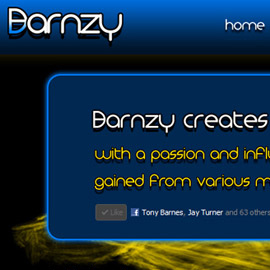 Barnzy
home
Barnzy creates
with a passion and infl
gained from various m
Like Tony Barnes, Jay Turner and 63 others